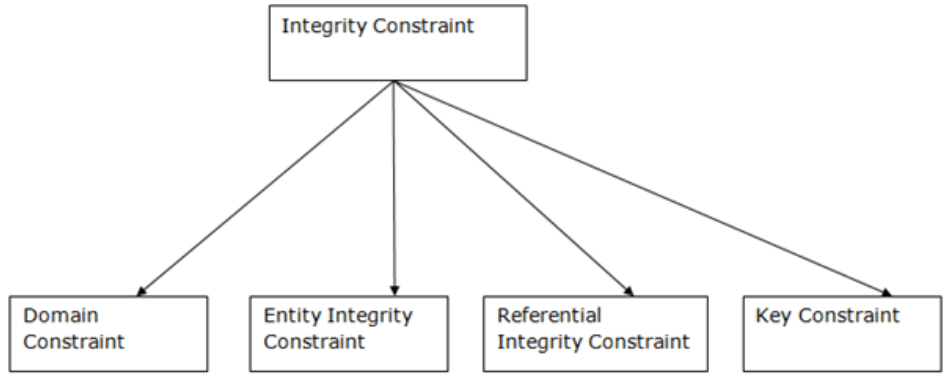 Integrity Constraint
Domain
Constraint
Entity Integrity
Constraint
Referential
Integrity Constraint
Key Constraint